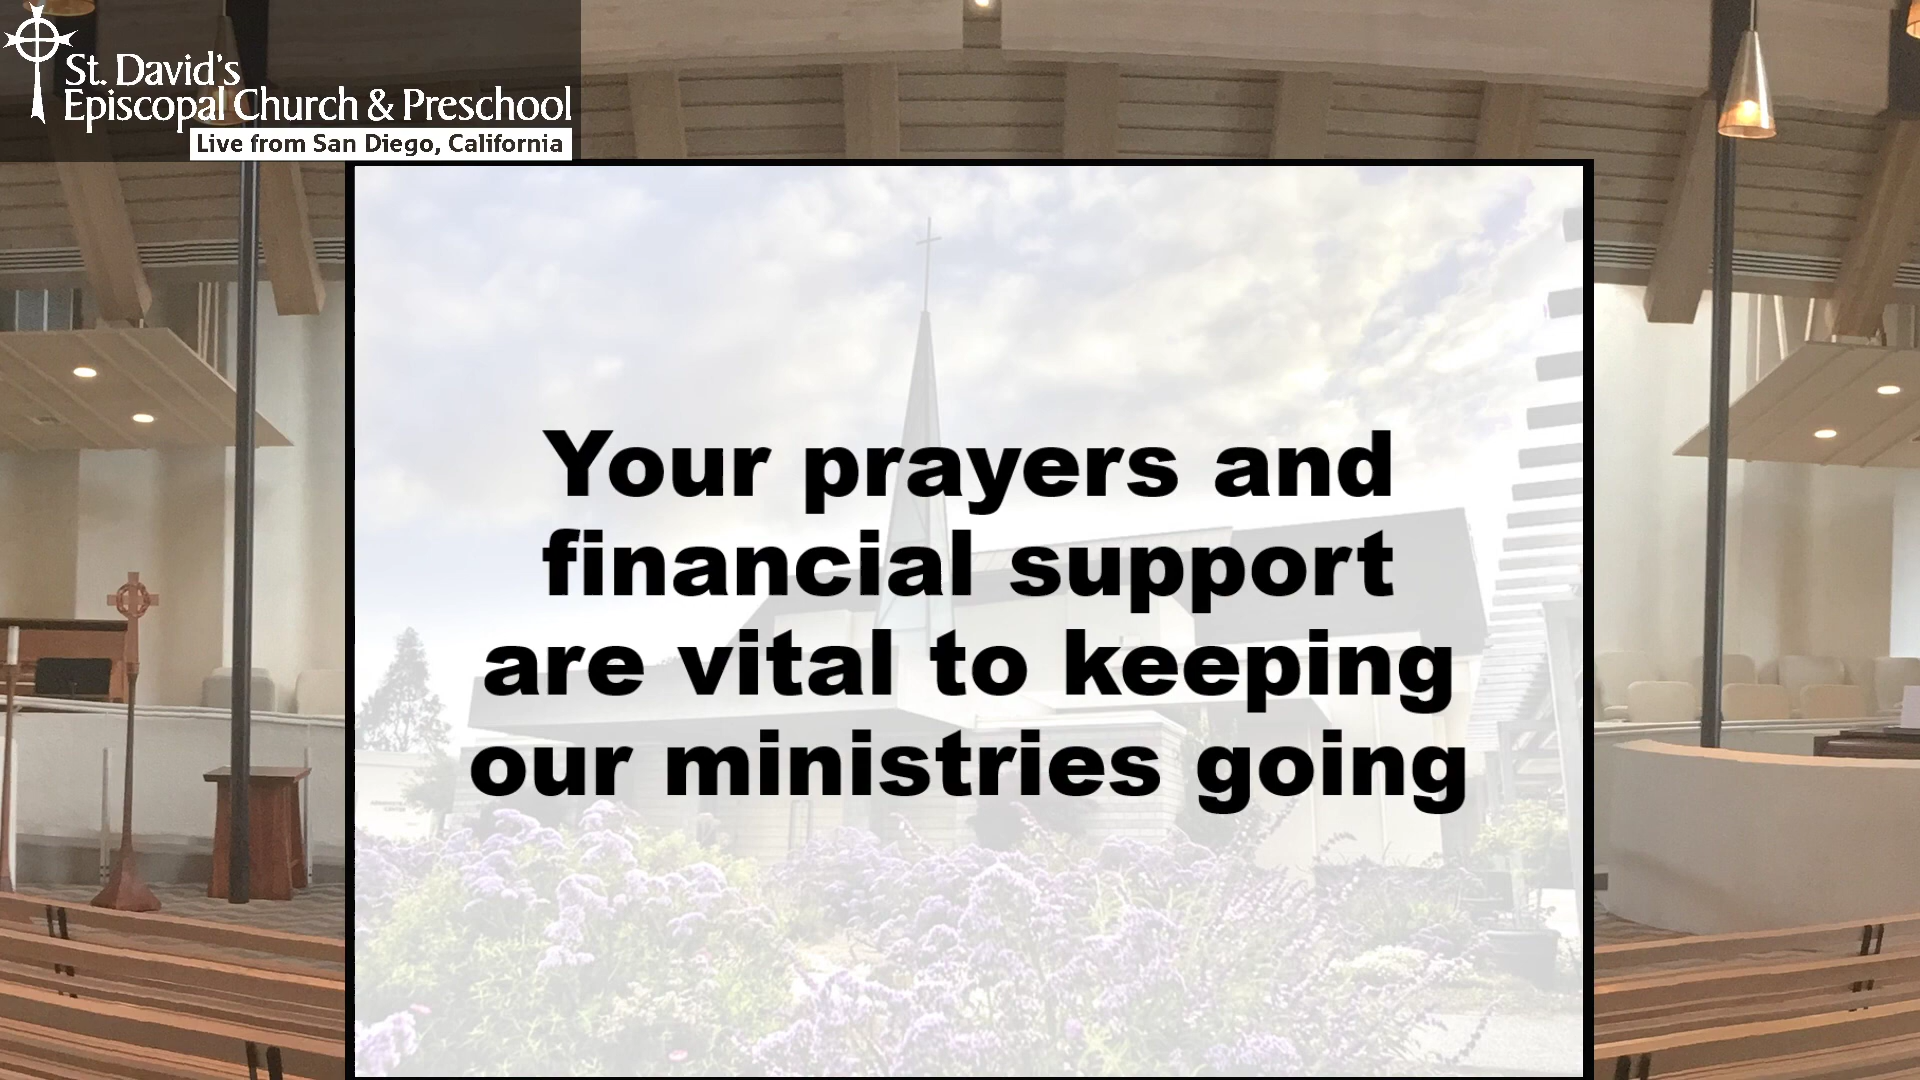 St. David's
Episcopal Church & Preschool
Live from San Diego, California
Your prayers and
financial support
are vital to keeping
our ministries going